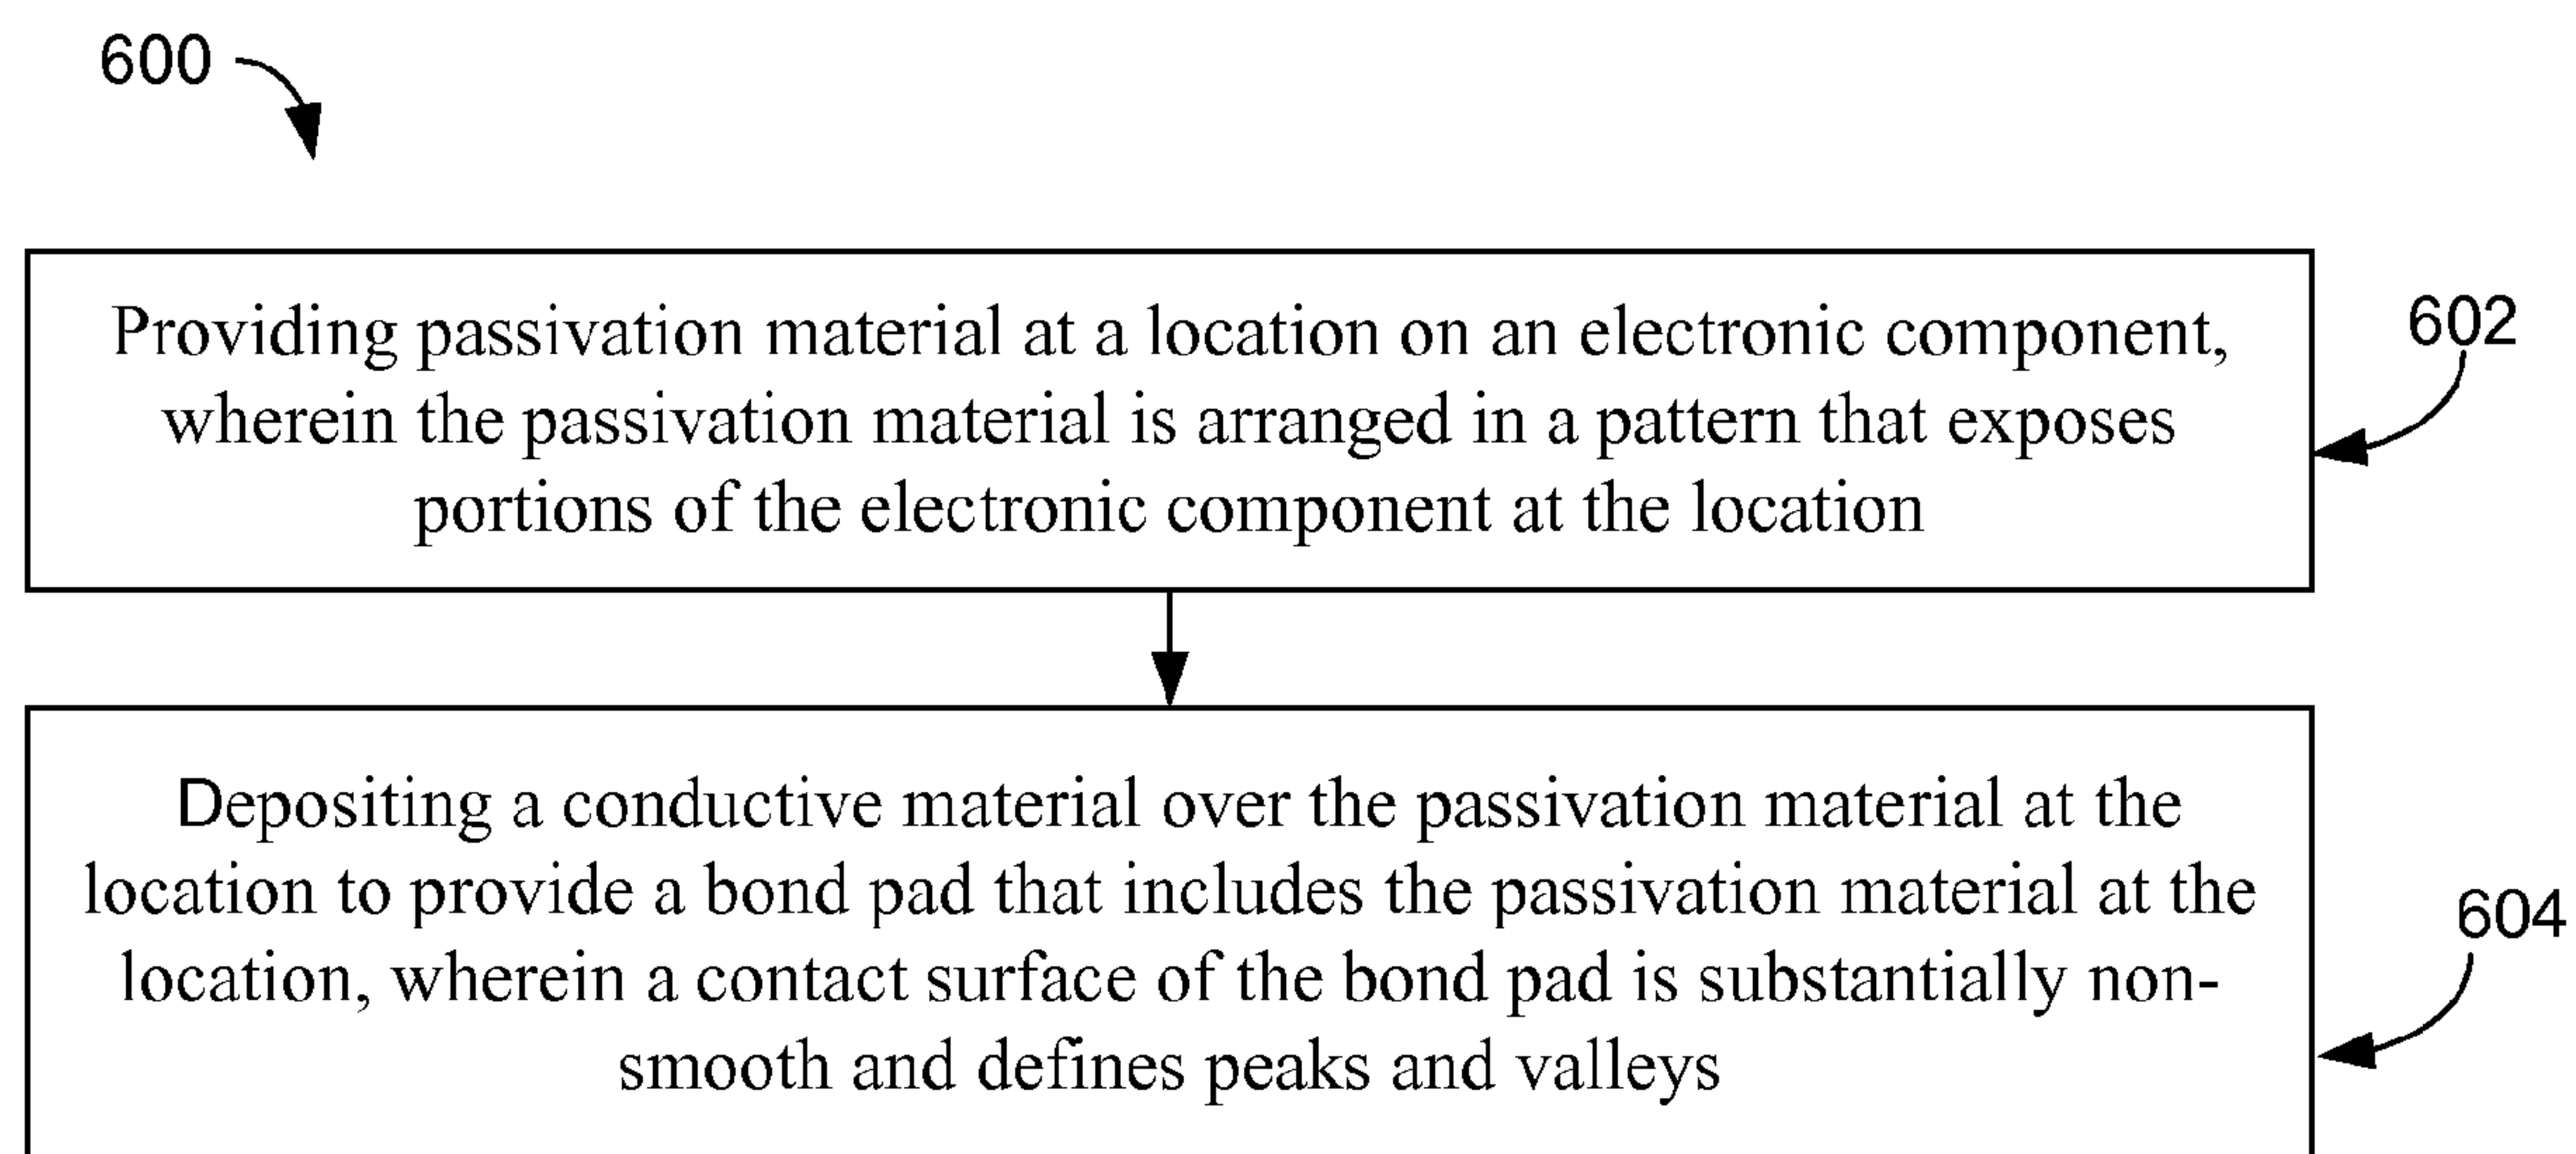 600
Providing passivation material at a location on an electronic component,
wherein the passivation material is arranged in a pattern that exposes
portions of the electronic component at the location
602
Depositing a conductive material over the passivation material at the
location to provide a bond pad that includes the passivation material at the
location, wherein a contact surface of the bond pad is substantially non-
smooth and defines peaks and valleys
604